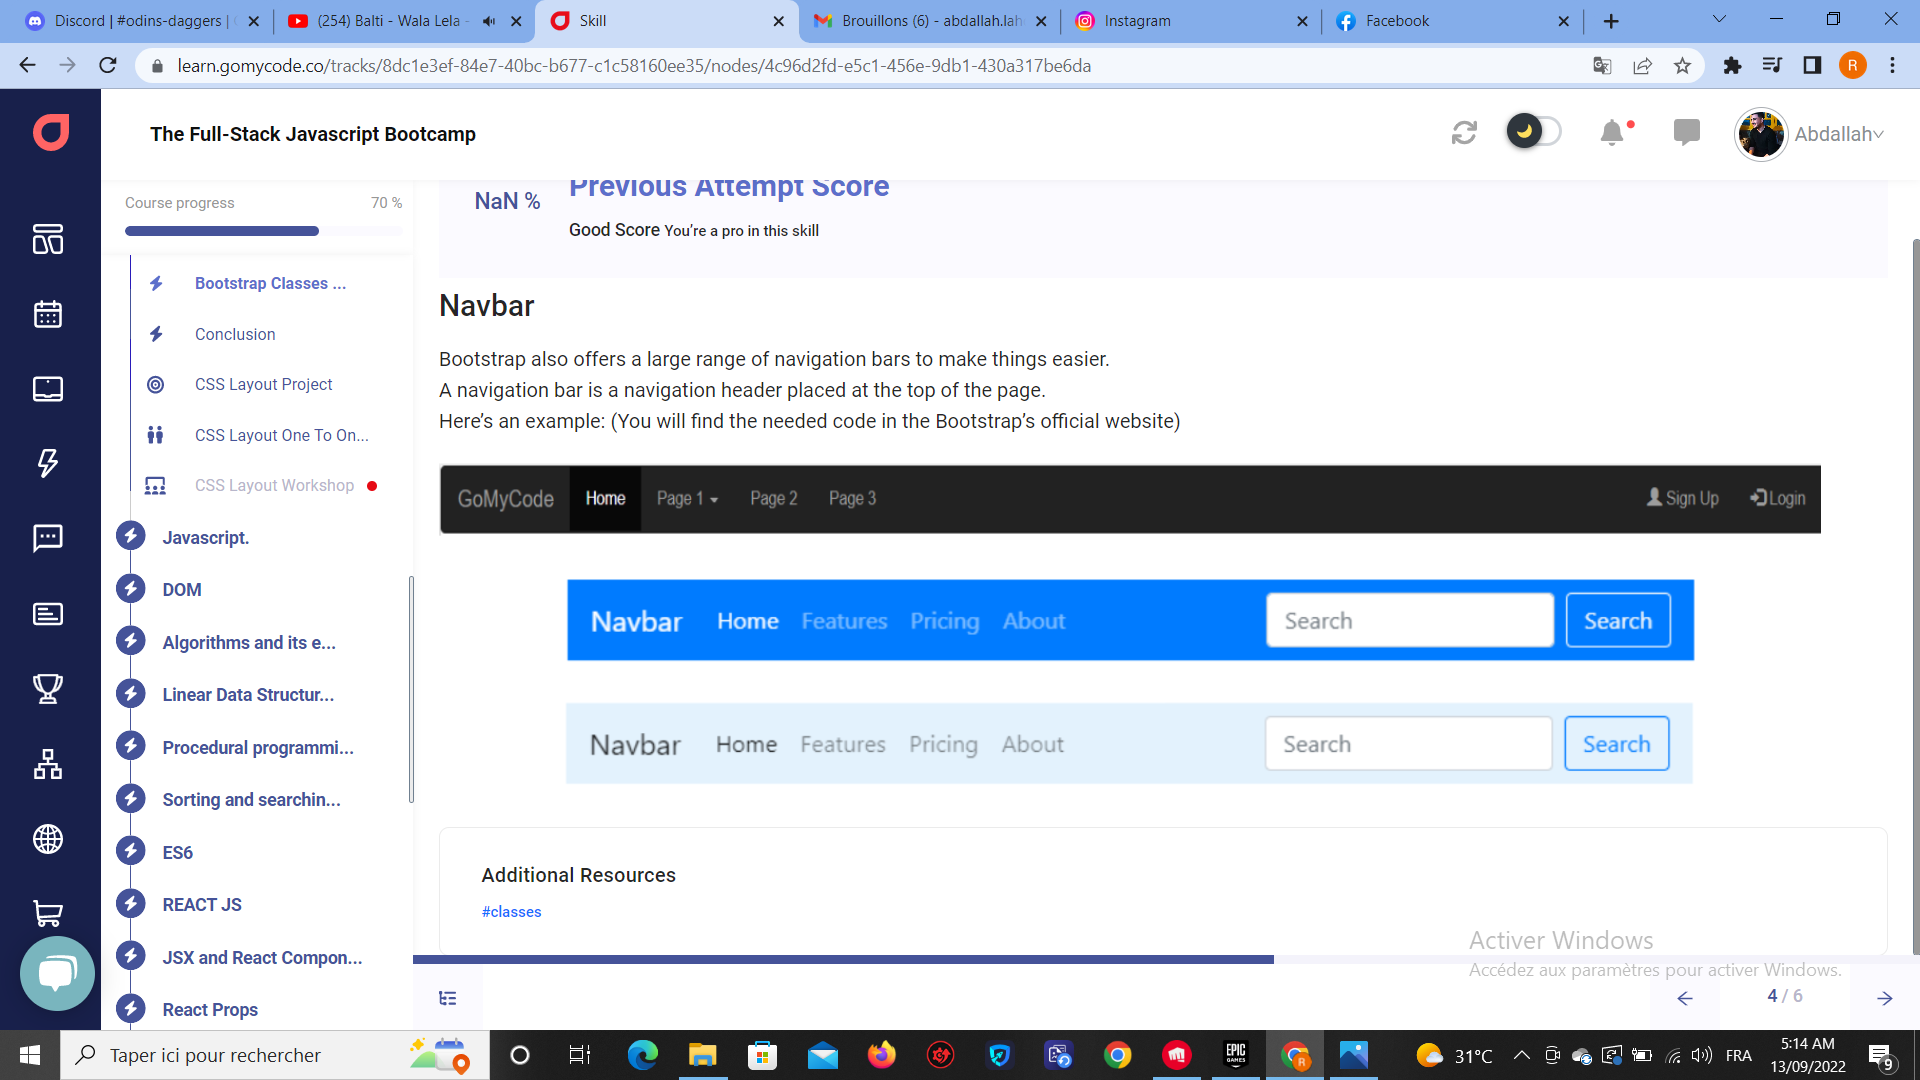 Discord | #odins-daggers |
(254) Balti - Wala Lela -
Skill
Brouillons (6) - abdallah.lah
Instagram
Facebook
learn.gomycode.co/tracks/8dc1e3ef-84e7-40bc-b677-c1c58160ee35/nodes/4c96d2fd-e5c1-456e-9db1-430a317be6da
R
The Full-Stack Javascript Bootcamp
Abdallah
Course progress
70 %
Bootstrap Classes ...
Conclusion
CSS Layout Project
CSS Layout One To On...
CSS Layout Workshop
Javascript.
DOM
Algorithms and its e...
Linear Data Structur...
Procedural programmi...
Sorting and searchin...
ES6
REACT JS
JSX and React Compon...
React Props
NaN %
Previous Attempt Score
Good Score You're a pro in this skill
Navbar
Bootstrap also offers a large range of navigation bars to make things easier.
A navigation bar is a navigation header placed at the top of the page.
Here’s an example: (You will find the needed code in the Bootstrap’s official website)
GoMyCode Home Page 1 Page 2 Page 3 Sign Up Login
Navbar Home Features Pricing About Search Search
Navbar Home Features Pricing About Search Search
Additional Resources
#classes
Activer Windows
Accédez aux paramètres pour activer Windows.
4 / 6
Taper ici pour rechercher
EPIC
GAMES
R
31°C
FRA
5:14 AM
13/09/2022
9